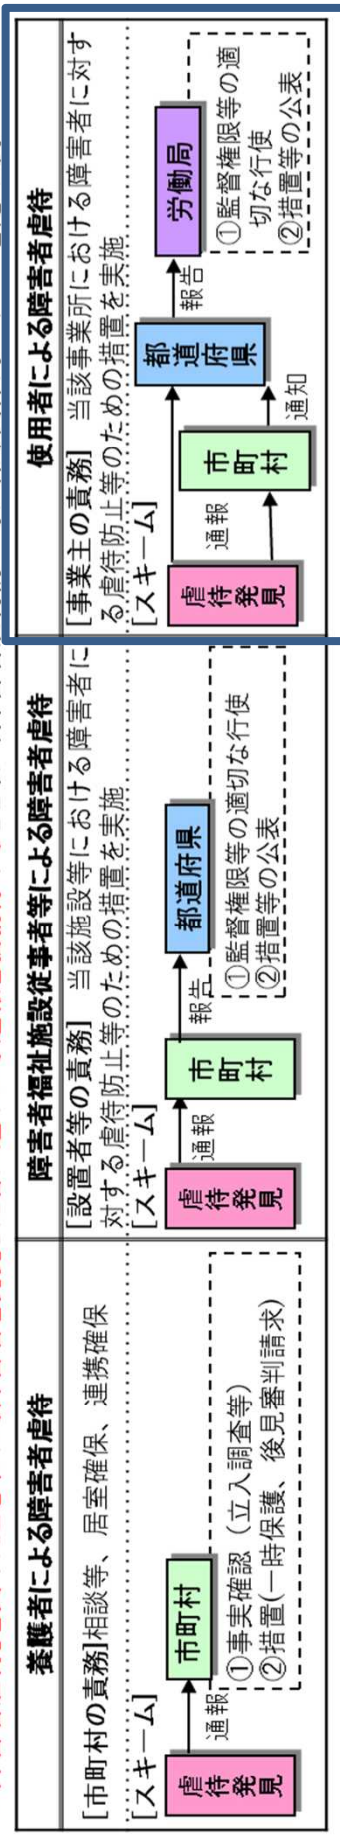 養護者による障害者虐待
[市町村の責務]相談等、居室確保、連携確保
[スキーム]
虐待発見
通報
市町村
①事実確認（立入調査等）
②措置(一時保護、後見審判請求)
障害者福祉施設従事者等による障害者虐待
[設置者等の責務] 当該施設等における障害者に
対する虐待防止等のための措置を実施
[スキーム]
虐待発見
通報
市町村
報告
都道府県
①監督権限等の適切な行使
②措置等の公表
使用者による障害者虐待
[事業主の責務] 当該事業所における障害者に対す
る虐待防止等のための措置を実施
[スキーム]
虐待発見
通報
市町村
通知
都道府県
報告
労働局
①監督権限等の適
切な行使
②措置等の公表